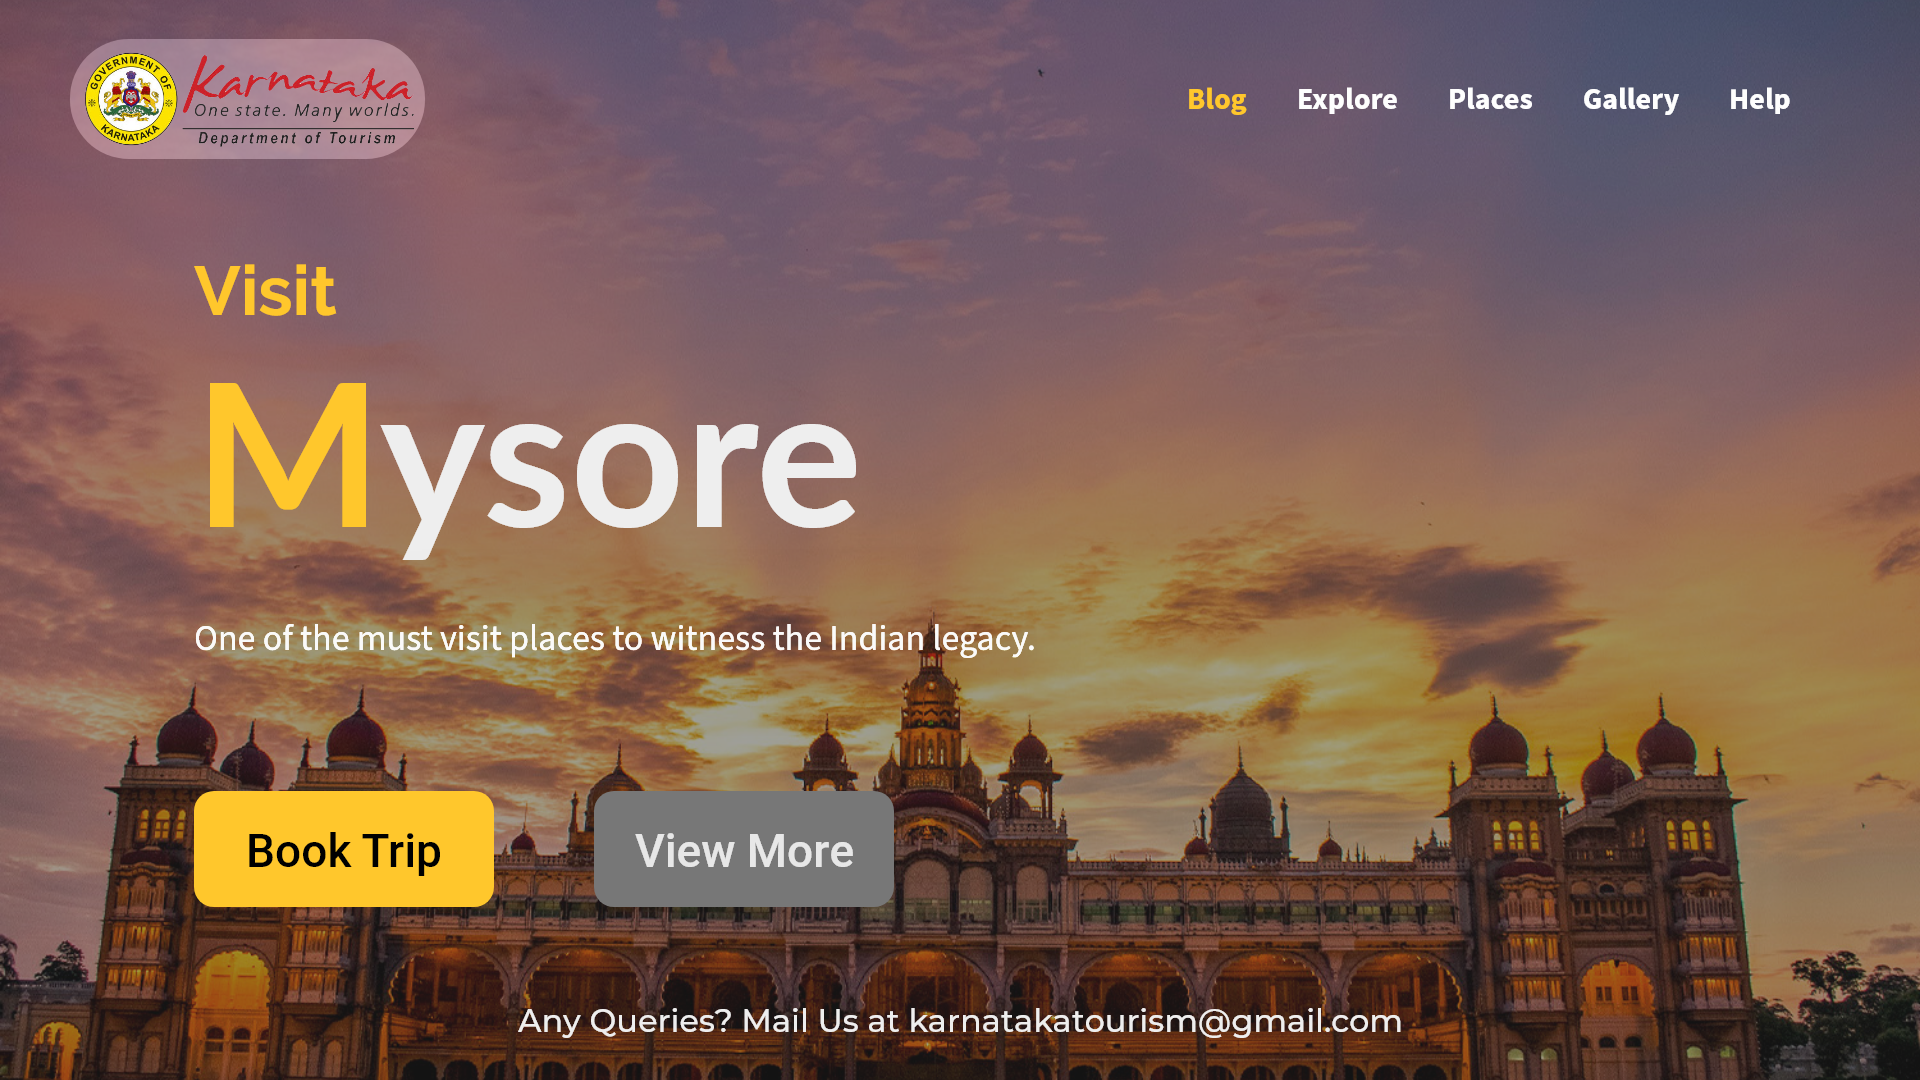 GOVERNMENT OF
KARNATAKA
Karnataka
One state. Many worlds.
Department of Tourism
Blog Explore Places Gallery Help
Visit
Mysore
One of the must visit places to witness the Indian legacy.
Book Trip View More
Any Queries? Mail Us at karnatakatourism@gmail.com